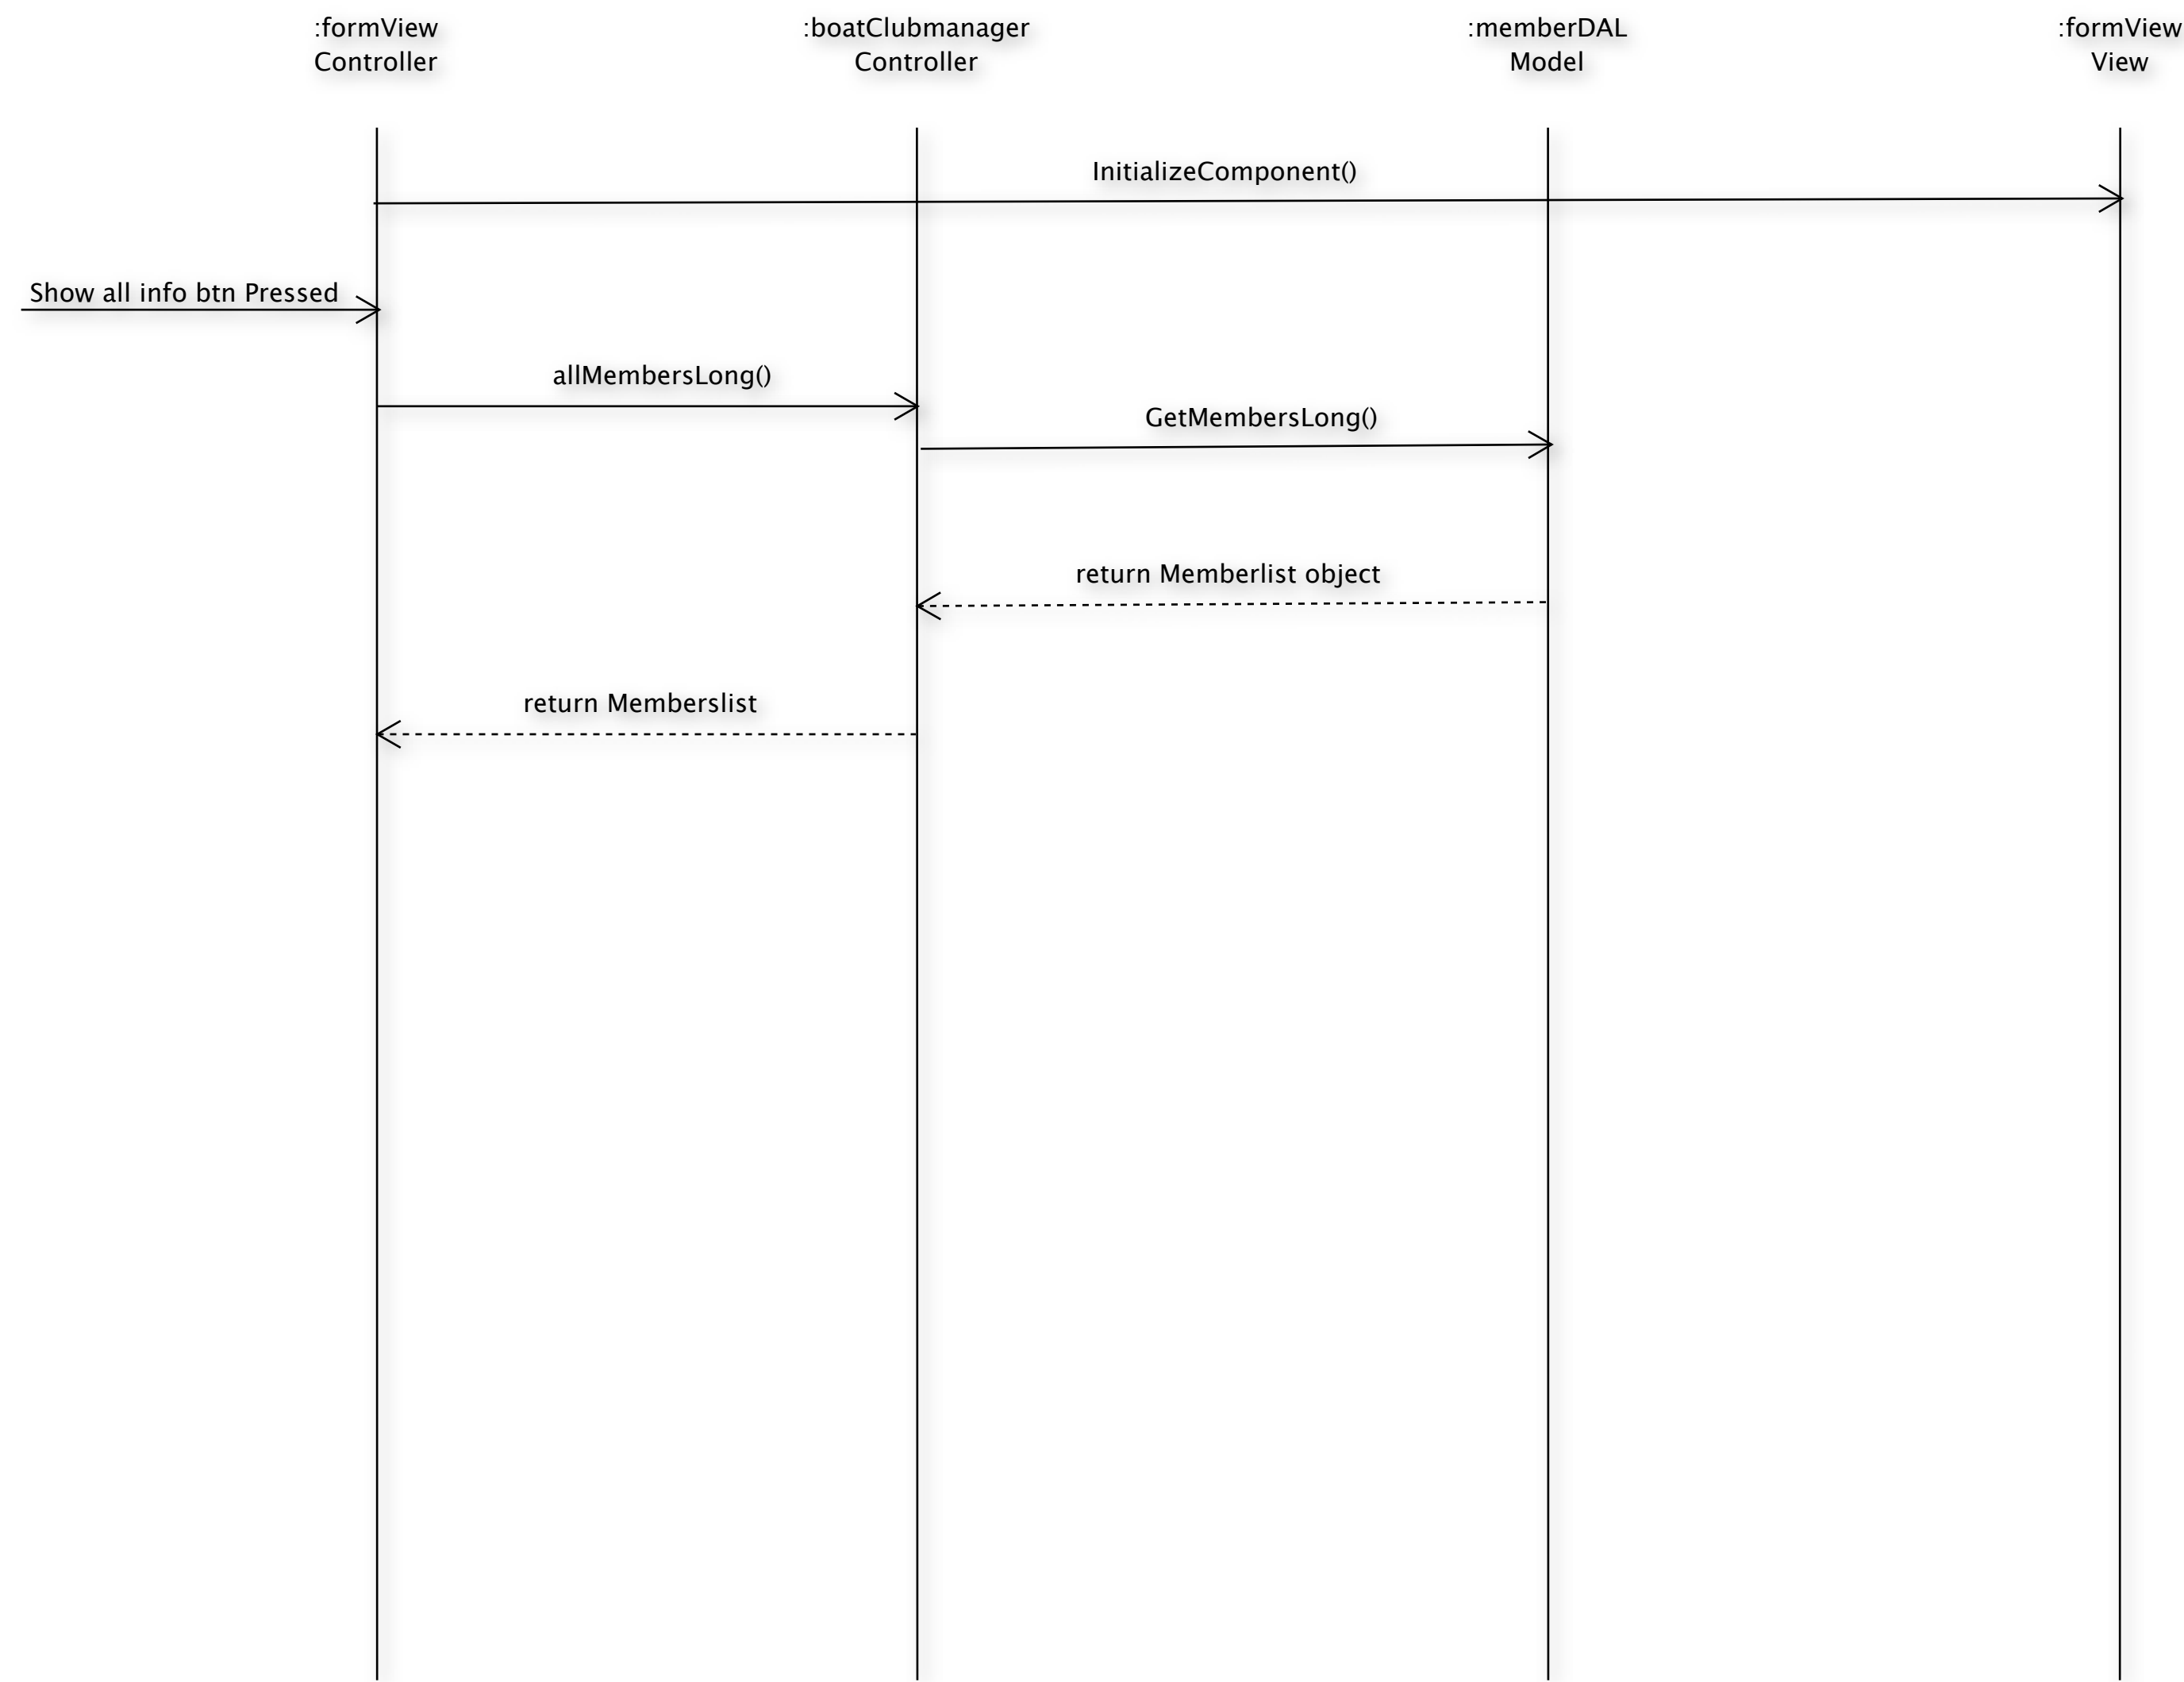 :formView
Controller
:boatClubmanager
Controller
:memberDAL
Model
:formView
View
InitializeComponent()
Show all info btn Pressed
allMembersLong()
GetMembersLong()
return Memberlist object
return Memberslist